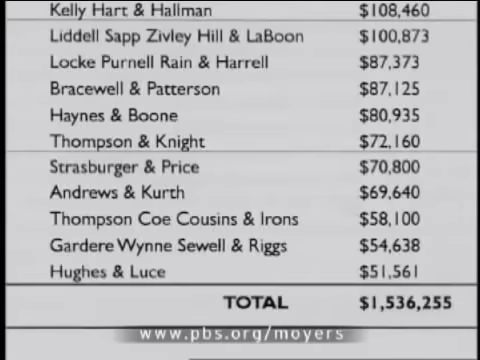 Kelly Hart & Hallman $108,460
Liddell Sapp Zivley Hill & LaBoon $100,873
Locke Purnell Rain & Harrell $87,373
Bracewell & Patterson $87,125
Haynes & Boone $80,935
Thompson & Knight $72,160
Strasburger & Price $70,800
Andrews & Kurth $69,640
Thompson Coe Cousins & Irons $58,100
Gardere Wynne Sewell & Riggs $54,638
Hughes & Luce $51,561
TOTAL $1,536,255
www.pbs.org/moyers